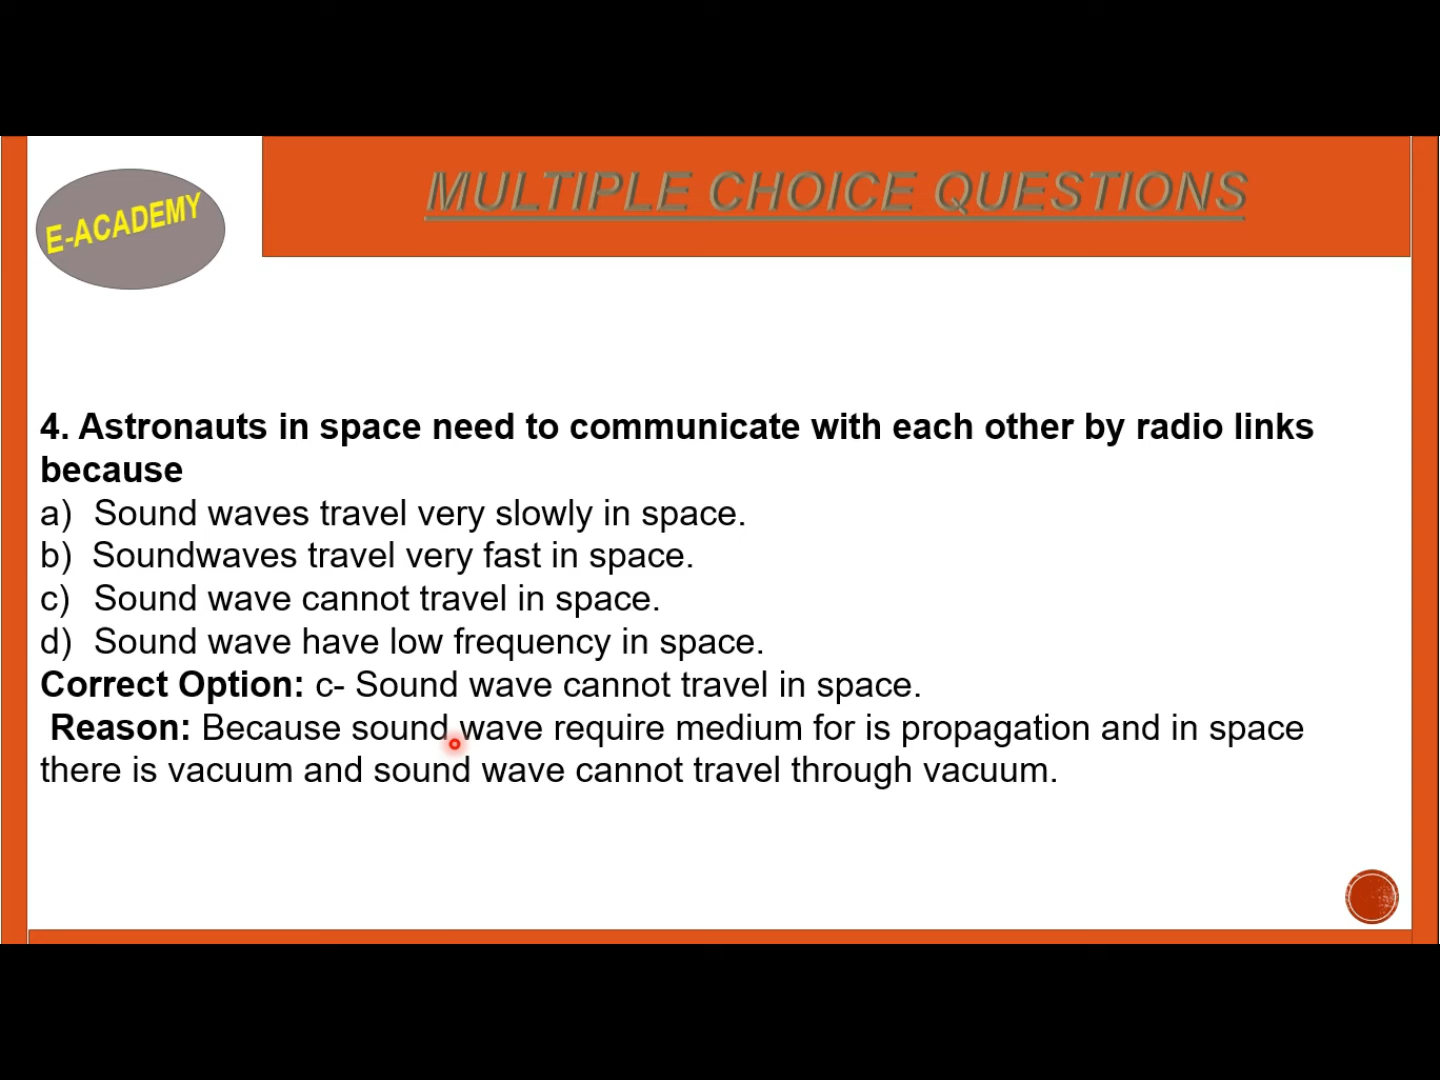 E-ACADEMY
MULTIPLE CHOICE QUESTIONS
4. Astronauts in space need to communicate with each other by radio links
because
a) Sound waves travel very slowly in space.
b) Soundwaves travel very fast in space.
c) Sound wave cannot travel in space.
d) Sound wave have low frequency in space.
Correct Option: c- Sound wave cannot travel in space.
Reason: Because sound wave require medium for is propagation and in space
there is vacuum and sound wave cannot travel through vacuum.